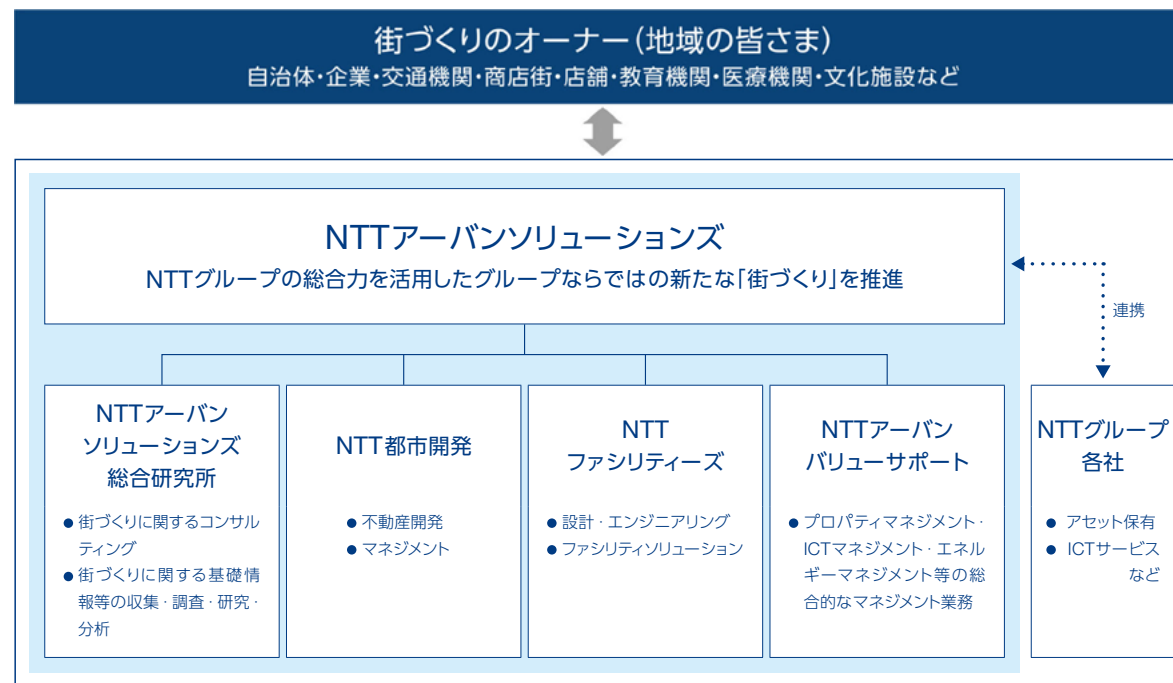 街づくりのオーナー(地域の皆さま)
自治体・企業・交通機関・商店街・店舗・教育機関・医療機関・文化施設など
NTTアーバンソリューションズ
NTTグループの総合力を活用したグループならではの新たな「街づくり」を推進
連携
NTTアーバン
ソリューションズ
総合研究所
● 街づくりに関するコンサル
ティング
● 街づくりに関する基礎情
報等の収集・調査・研究・
分析
NTT都市開発
● 不動産開発
● マネジメント
NTT
ファシリティーズ
● 設計・エンジニアリング
● ファシリティソリューション
NTTアーバン
バリューサポート
● プロパティマネジメント・
ICTマネジメント・エネル
ギーマネジメント等の総
合的なマネジメント業務
NTTグループ
各社
● アセット保有
● ICTサービス
など